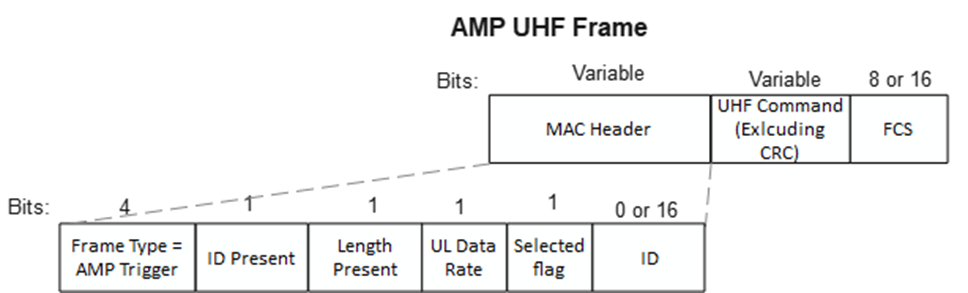 AMP UHF Frame
Bits: Variable Variable 8 or 16
MAC Header
UHF Command
(Exlcuding
CRC)
FCS
Bits: 4 1 1 1 1 0 or 16
Frame Type =
AMP Trigger
ID Present
Length
Present
UL Data
Rate
Selected
flag
ID